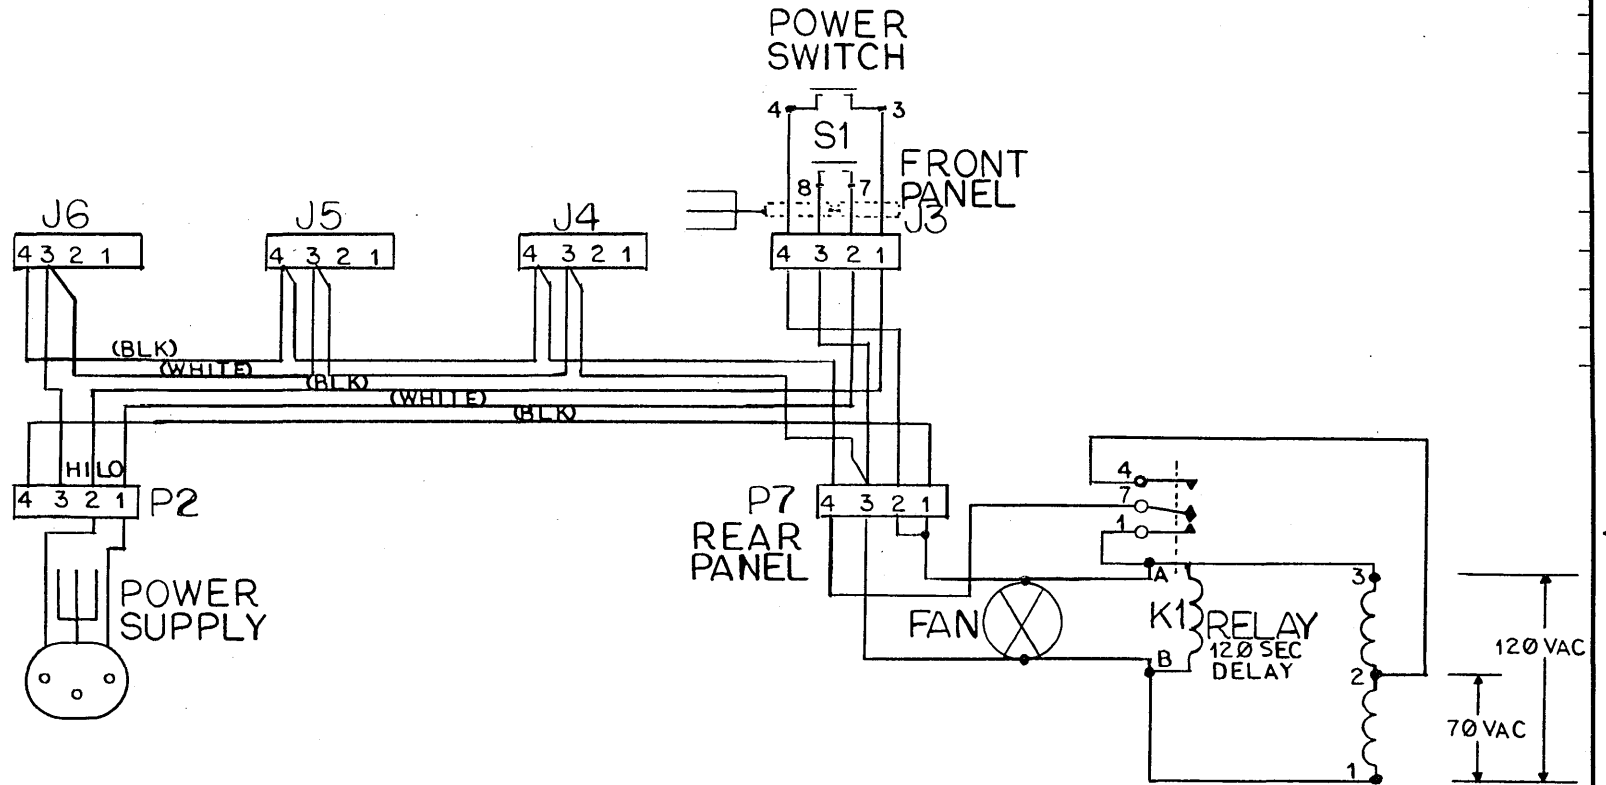 POWER
SWITCH
4 3
S1
FRONT
PANEL
8 7
J3
J6 J5 J4
4 3 2 1
4 3 2 1
4 3 2 1
4 3 2 1
(BLK)
(WHITE)
(BLK)
(WHITE)
(BLK)
HI LO
4 3 2 1 P2
P7 4 3 2 1
REAR
PANEL
4
7
1
POWER
SUPPLY
FAN
A
K1
B
RELAY
120 SEC
DELAY
3
2
1
120 VAC
70 VAC